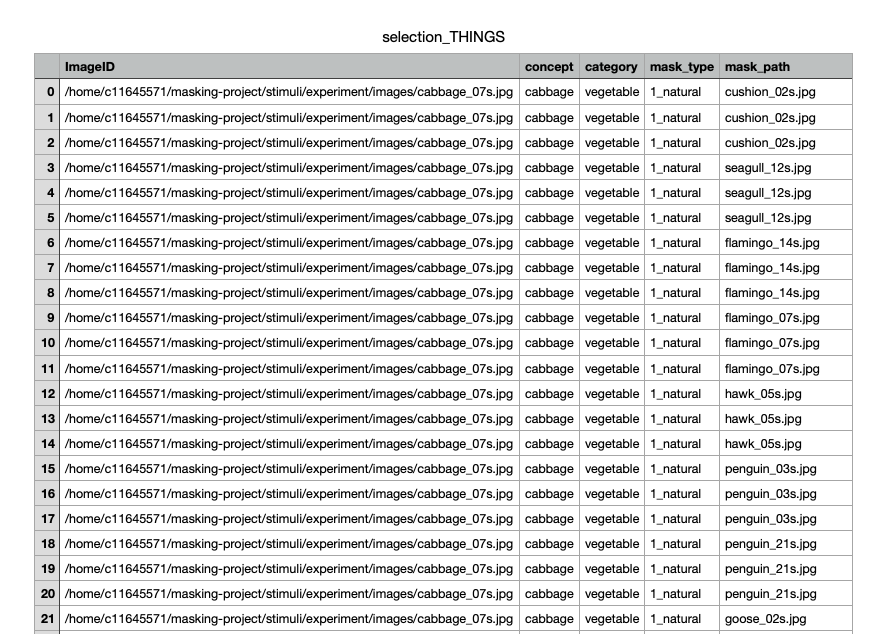 selection_THINGS
ImageID concept category mask_type mask_path
0 /home/c11645571/masking-project/stimuli/experiment/images/cabbage_07s.jpg cabbage vegetable 1_natural cushion_02s.jpg
1 /home/c11645571/masking-project/stimuli/experiment/images/cabbage_07s.jpg cabbage vegetable 1_natural cushion_02s.jpg
2 /home/c11645571/masking-project/stimuli/experiment/images/cabbage_07s.jpg cabbage vegetable 1_natural cushion_02s.jpg
3 /home/c11645571/masking-project/stimuli/experiment/images/cabbage_07s.jpg cabbage vegetable 1_natural seagull_12s.jpg
4 /home/c11645571/masking-project/stimuli/experiment/images/cabbage_07s.jpg cabbage vegetable 1_natural seagull_12s.jpg
5 /home/c11645571/masking-project/stimuli/experiment/images/cabbage_07s.jpg cabbage vegetable 1_natural seagull_12s.jpg
6 /home/c11645571/masking-project/stimuli/experiment/images/cabbage_07s.jpg cabbage vegetable 1_natural flamingo_14s.jpg
7 /home/c11645571/masking-project/stimuli/experiment/images/cabbage_07s.jpg cabbage vegetable 1_natural flamingo_14s.jpg
8 /home/c11645571/masking-project/stimuli/experiment/images/cabbage_07s.jpg cabbage vegetable 1_natural flamingo_14s.jpg
9 /home/c11645571/masking-project/stimuli/experiment/images/cabbage_07s.jpg cabbage vegetable 1_natural flamingo_07s.jpg
10 /home/c11645571/masking-project/stimuli/experiment/images/cabbage_07s.jpg cabbage vegetable 1_natural flamingo_07s.jpg
11 /home/c11645571/masking-project/stimuli/experiment/images/cabbage_07s.jpg cabbage vegetable 1_natural flamingo_07s.jpg
12 /home/c11645571/masking-project/stimuli/experiment/images/cabbage_07s.jpg cabbage vegetable 1_natural hawk_05s.jpg
13 /home/c11645571/masking-project/stimuli/experiment/images/cabbage_07s.jpg cabbage vegetable 1_natural hawk_05s.jpg
14 /home/c11645571/masking-project/stimuli/experiment/images/cabbage_07s.jpg cabbage vegetable 1_natural hawk_05s.jpg
15 /home/c11645571/masking-project/stimuli/experiment/images/cabbage_07s.jpg cabbage vegetable 1_natural penguin_03s.jpg
16 /home/c11645571/masking-project/stimuli/experiment/images/cabbage_07s.jpg cabbage vegetable 1_natural penguin_03s.jpg
17 /home/c11645571/masking-project/stimuli/experiment/images/cabbage_07s.jpg cabbage vegetable 1_natural penguin_03s.jpg
18 /home/c11645571/masking-project/stimuli/experiment/images/cabbage_07s.jpg cabbage vegetable 1_natural penguin_21s.jpg
19 /home/c11645571/masking-project/stimuli/experiment/images/cabbage_07s.jpg cabbage vegetable 1_natural penguin_21s.jpg
20 /home/c11645571/masking-project/stimuli/experiment/images/cabbage_07s.jpg cabbage vegetable 1_natural penguin_21s.jpg
21 /home/c11645571/masking-project/stimuli/experiment/images/cabbage_07s.jpg cabbage vegetable 1_natural goose_02s.jpg